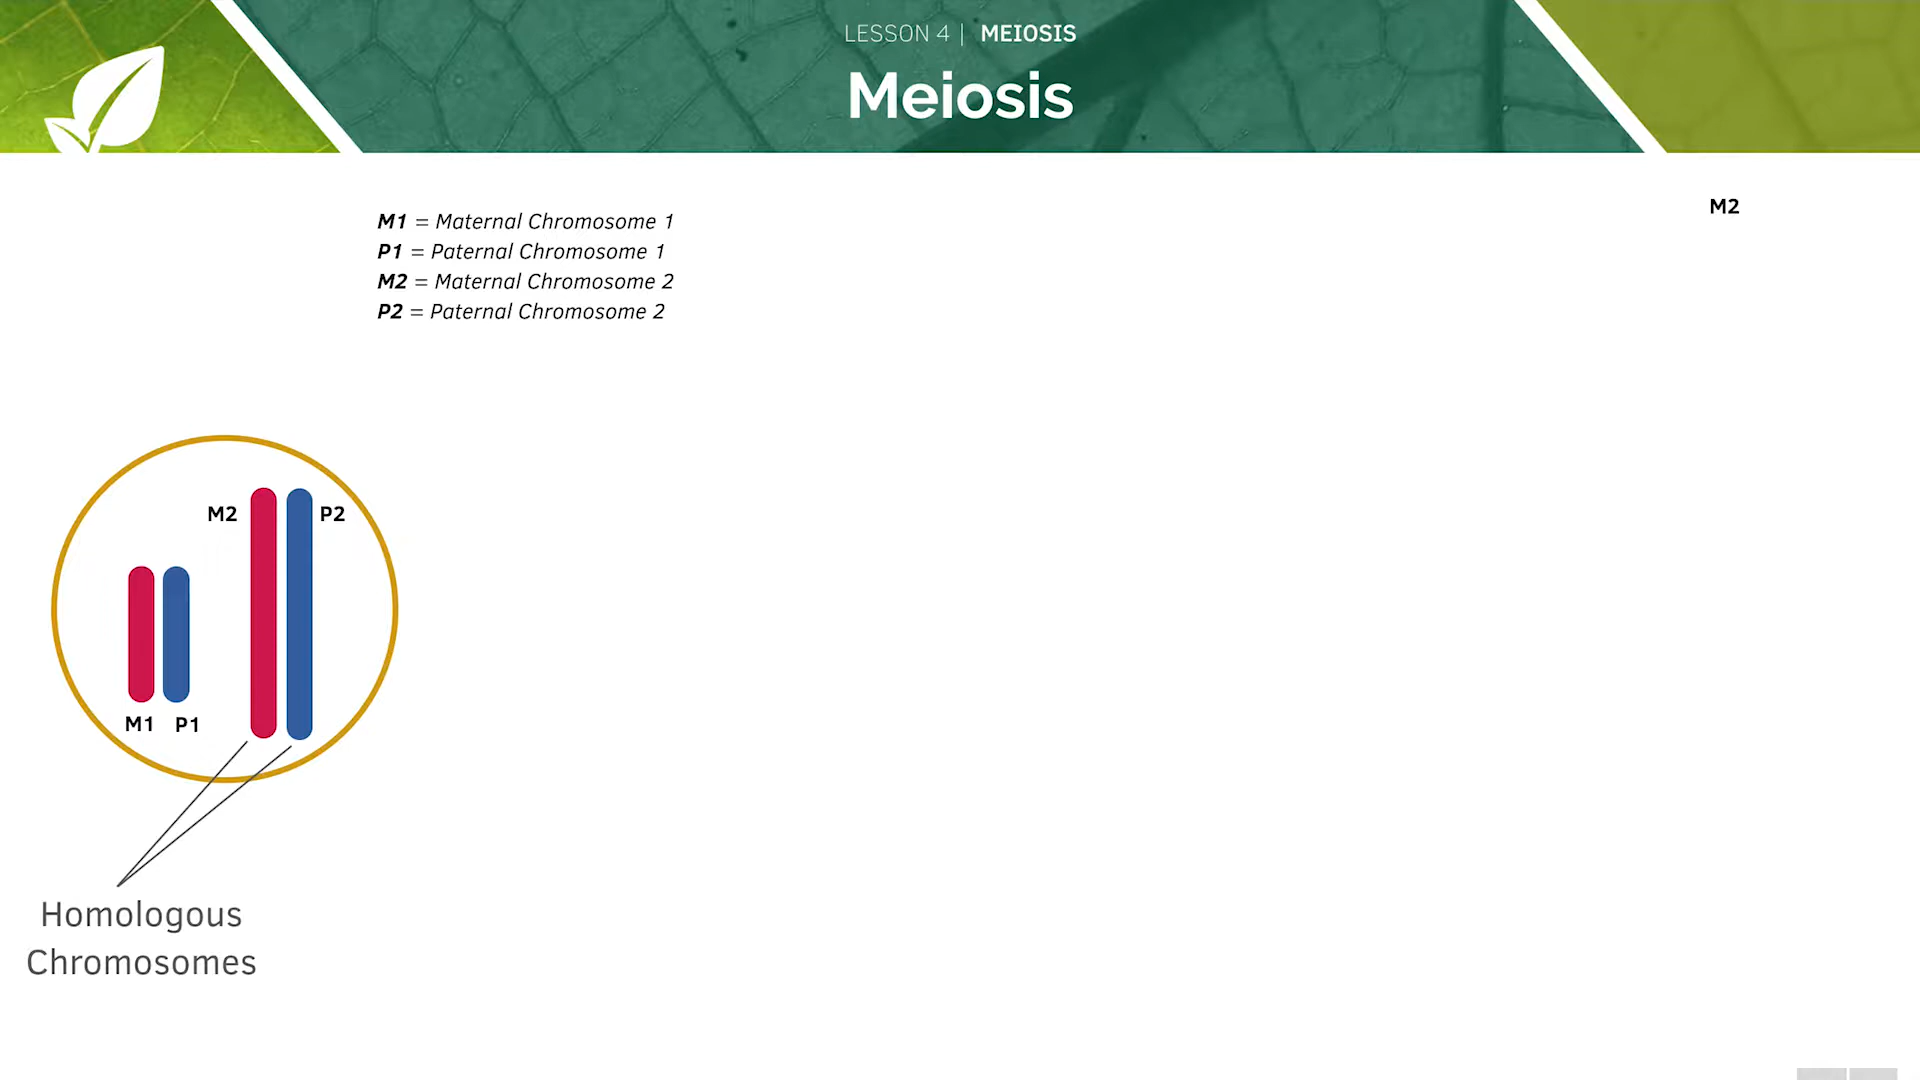 LESSON 4 | MEIOSIS
Meiosis
M1 = Maternal Chromosome 1
P1 = Paternal Chromosome 1
M2 = Maternal Chromosome 2
P2 = Paternal Chromosome 2
M2
M2 P2
M1 P1
Homologous
Chromosomes